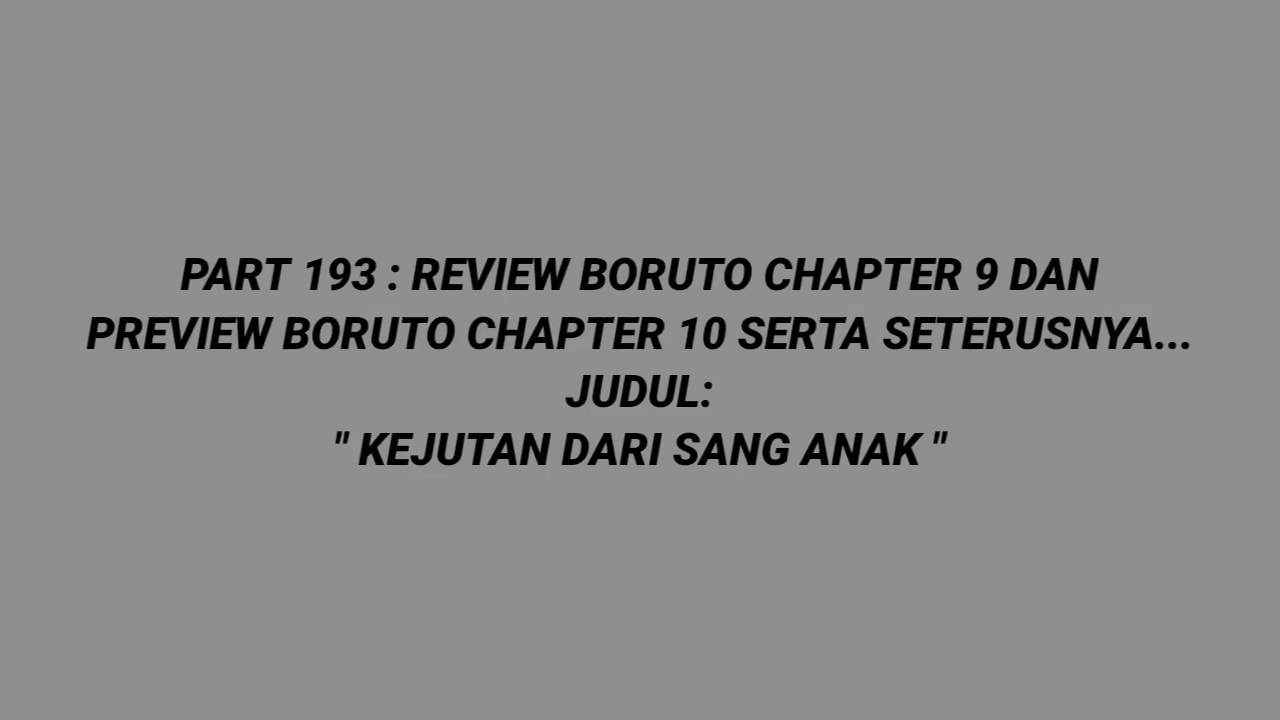 PART 193 : REVIEW BORUTO CHAPTER 9 DAN
PREVIEW BORUTO CHAPTER 10 SERTA SETERUSNYA...
JUDUL:
" KEJUTAN DARI SANG ANAK "